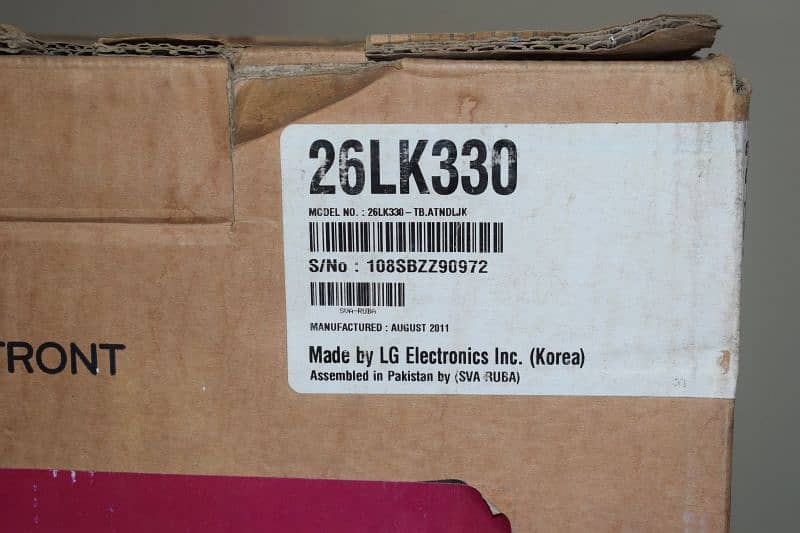 26LK330
MODEL NO. : 26LK330-TB.ATNDLJK
S/No : 108SBZZ90972
SVA-RUBA
MANUFACTURED : AUGUST 2011
Made by LG Electronics Inc. (Korea)
Assembled in Pakistan by (SVA RUBA)
FRONT